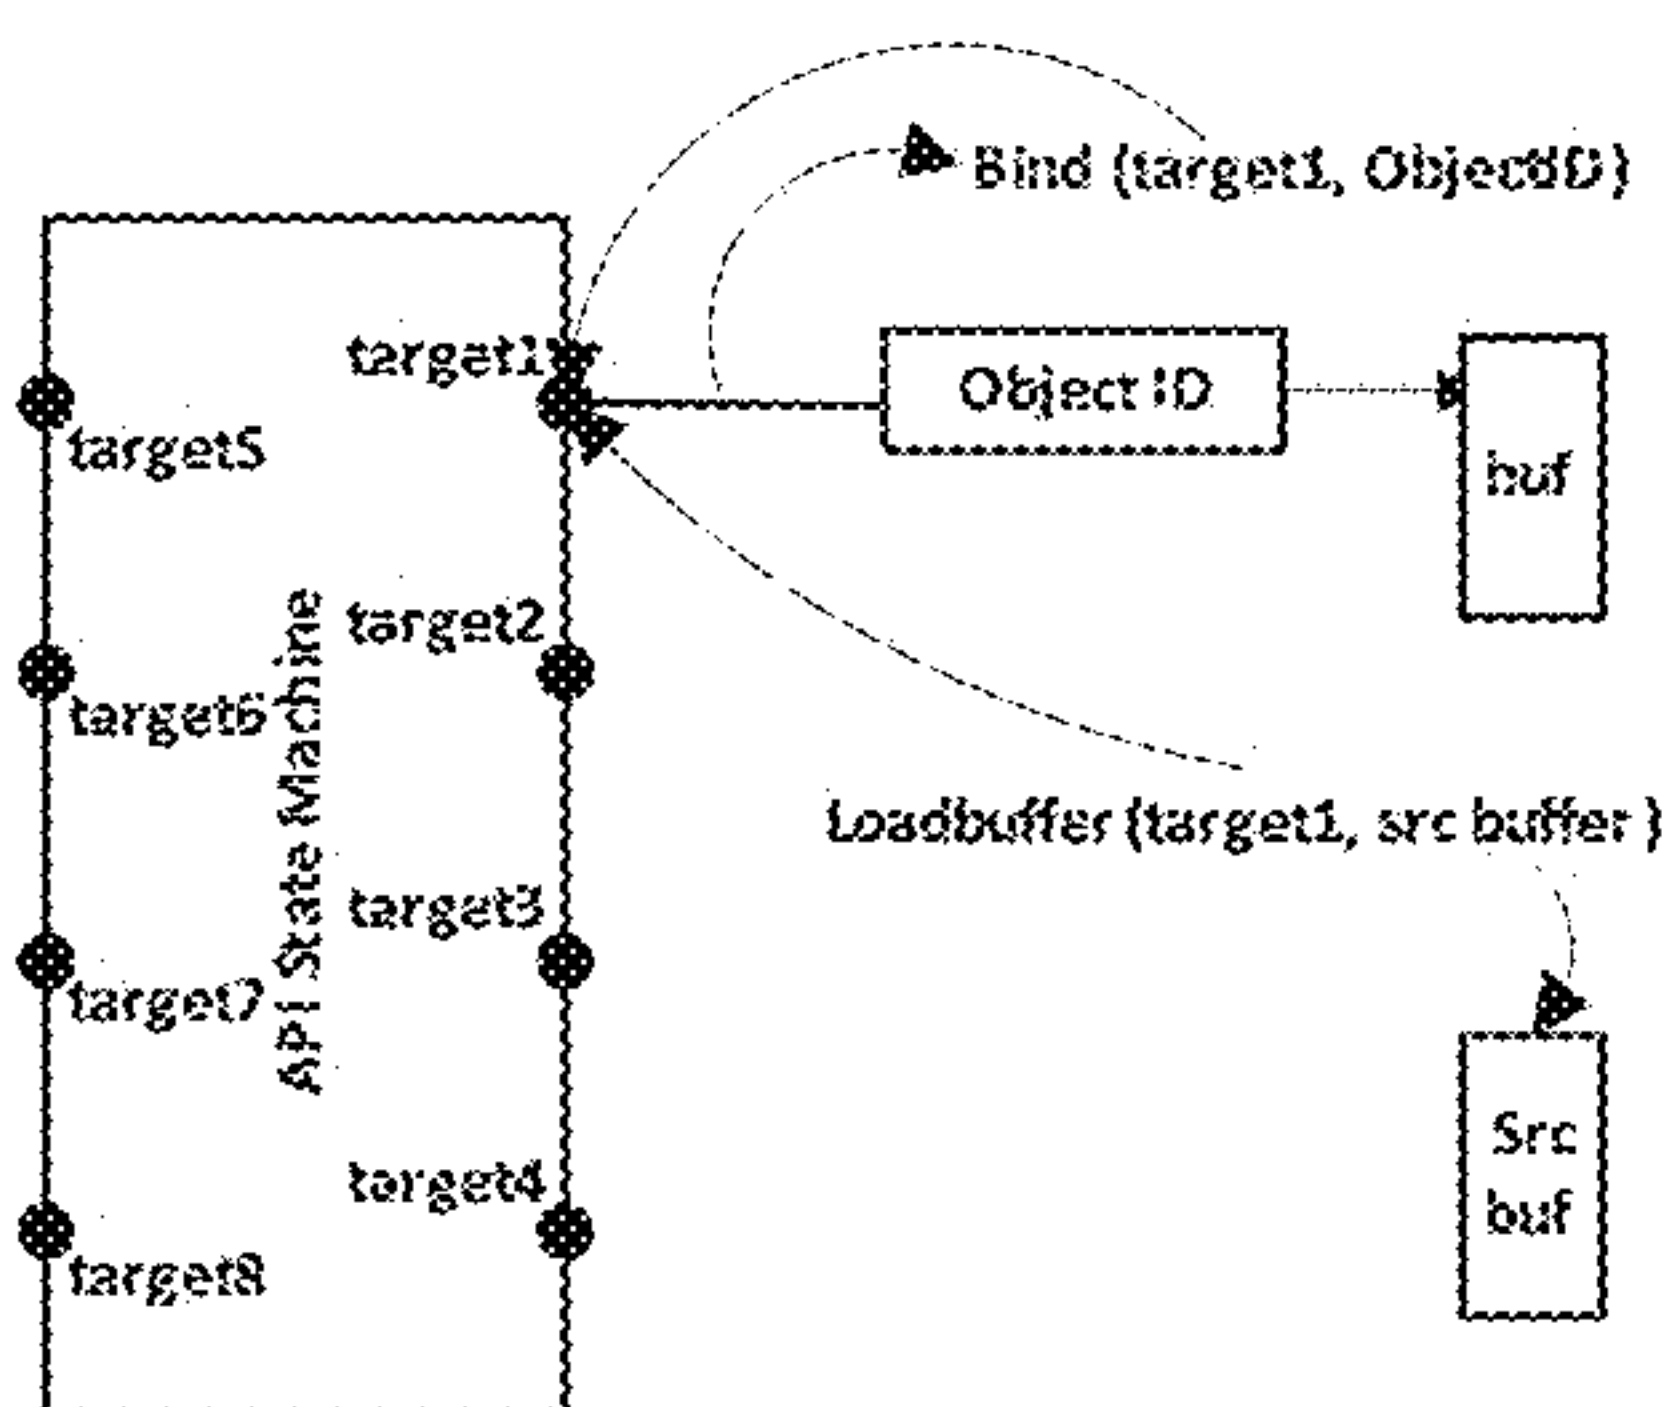 Bind (target1, ObjectID)
target1
Object ID
buf
target5
target2
target6
API State Machine
Loadbuffer (target1, src buffer)
target3
target7
Src
buf
target4
target8